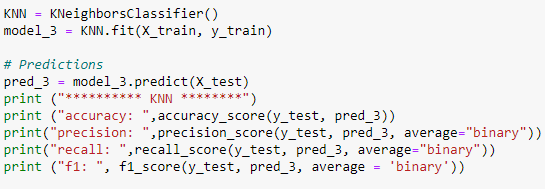 KNN = KNeighborsClassifier()
model_3 = KNN.fit(X_train, y_train)

# Predictions
pred_3 = model_3.predict(X_test)
print ("********** KNN ********")
print ("accuracy: ",accuracy_score(y_test, pred_3))
print("precision: ",precision_score(y_test, pred_3, average="binary"))
print("recall: ",recall_score(y_test, pred_3, average="binary"))
print ("f1: ", f1_score(y_test, pred_3, average = 'binary'))